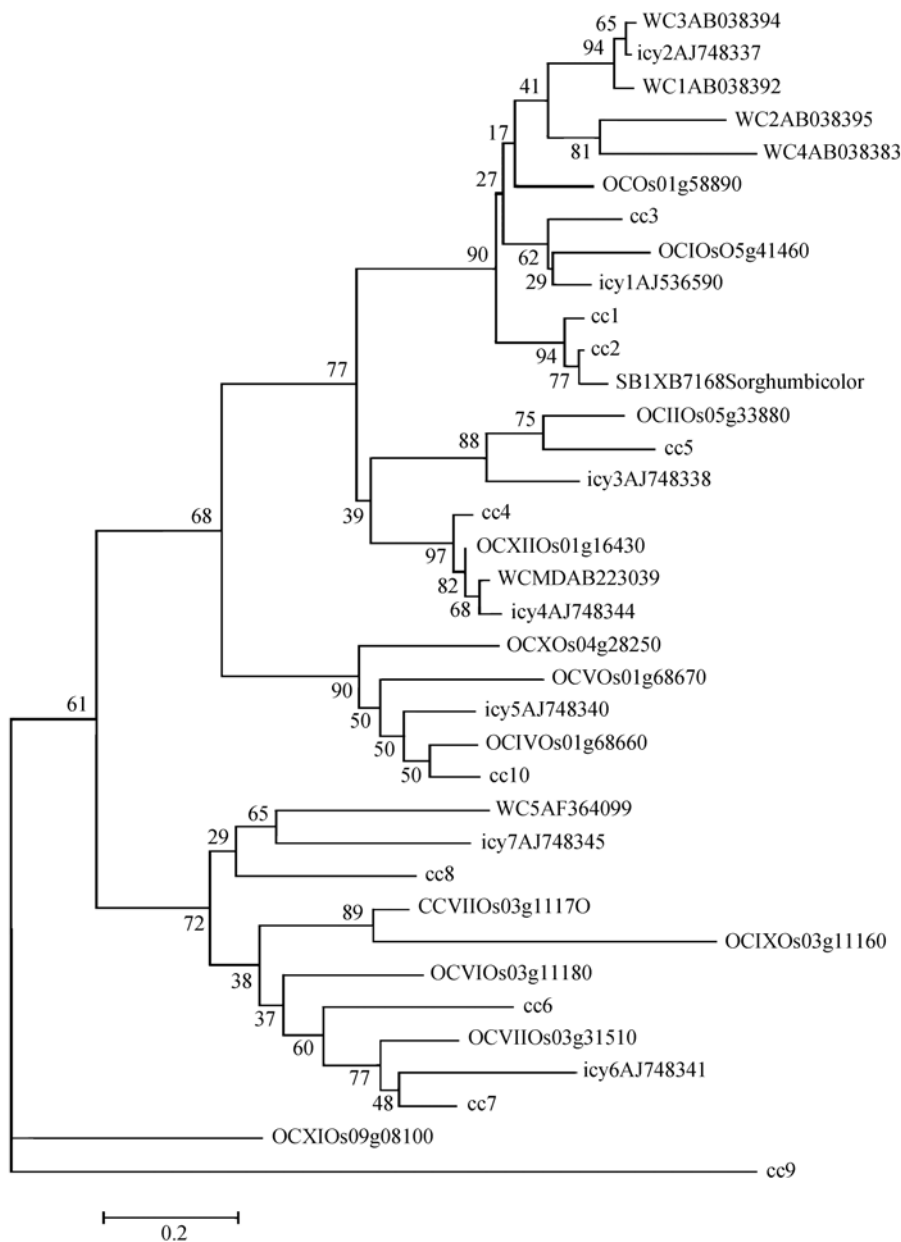 WC3AB038394
65
icy2AJ748337
94
WC1AB038392
41
WC2AB038395
17
81
WC4AB038383
27
OCOs01g58890
cc3
90
62
OCIOsO5g41460
29
icy1AJ536590
cc1
94
cc2
77
77
SB1XB7168Sorghumbicolor
75
OCIIOs05g33880
88
cc5
icy3AJ748338
39
68
cc4
97
OCXIIOs01g16430
82
WCMDAB223039
68
icy4AJ748344
OCXOs04g28250
90
OCVOs01g68670
61
50
icy5AJ748340
50
OCIVOs01g68660
50
cc10
65
WC5AF364099
29
icy7AJ748345
cc8
72
89
CCVIIOs03g1117O
38
OCIXOs03g11160
OCVIOs03g11180
37
cc6
60
OCVIIOs03g31510
77
icy6AJ748341
48
cc7
OCXIOs09g08100
cc9
0.2